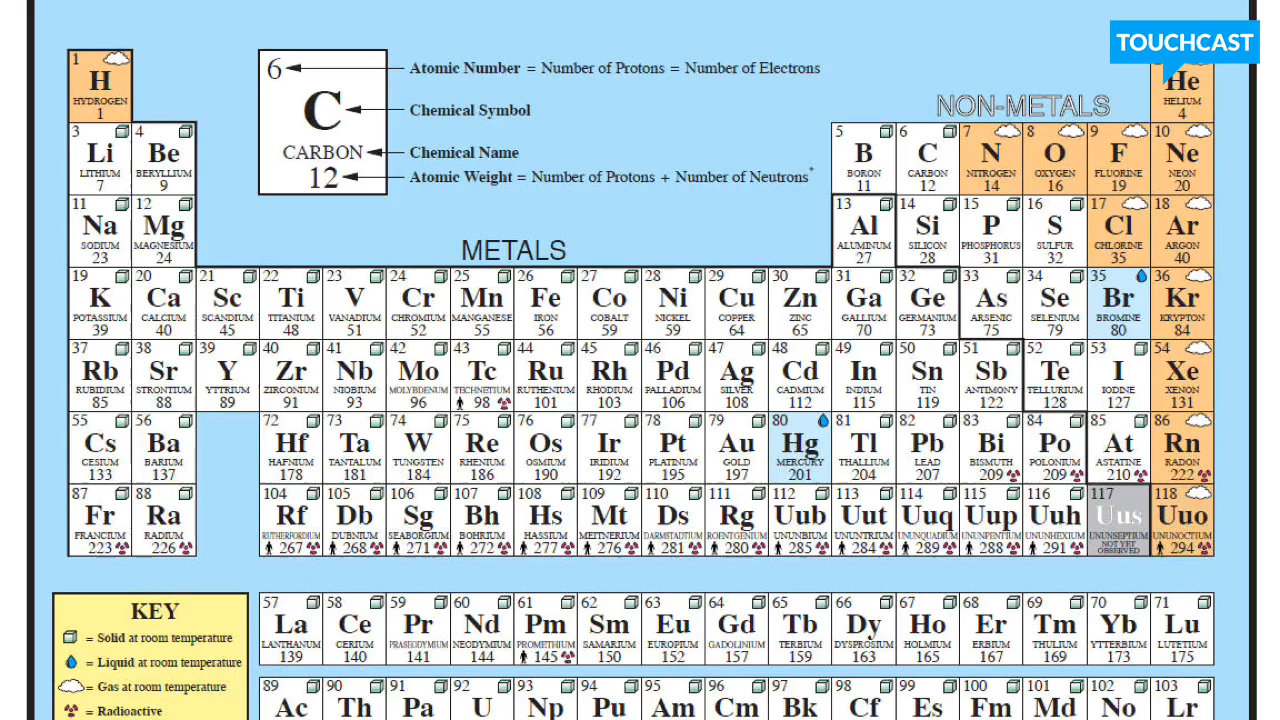 TOUCHCAST
1
H
HYDROGEN
1
6
Atomic Number = Number of Protons = Number of Electrons
C
Chemical Symbol
CARBON
Chemical Name
12
Atomic Weight = Number of Protons + Number of Neutrons*
NON-METALS
METALS
He
HELIUM
4
3 4 5 6 7 8 9 10
Li Be B C N O F Ne
LITHIUM BERYLLIUM BORON CARBON NITROGEN OXYGEN FLUORINE NEON
7 9 11 12 14 16 19 20
11 12 13 14 15 16 17 18
Na Mg Al Si P S Cl Ar
SODIUM MAGNESIUM ALUMINUM SILICON PHOSPHORUS SULFUR CHLORINE ARGON
23 24 27 28 31 32 35 40
19 20 21 22 23 24 25 26 27 28 29 30 31 32 33 34 35 36
K Ca Sc Ti V Cr Mn Fe Co Ni Cu Zn Ga Ge As Se Br Kr
POTASSIUM CALCIUM SCANDIUM TITANIUM VANADIUM CHROMIUM MANGANESE IRON COBALT NICKEL COPPER ZINC GALLIUM GERMANIUM ARSENIC SELENIUM BROMINE KRYPTON
39 40 45 48 51 52 55 56 59 59 64 65 70 73 75 79 80 84
37 38 39 40 41 42 43 44 45 46 47 48 49 50 51 52 53 54
Rb Sr Y Zr Nb Mo Tc Ru Rh Pd Ag Cd In Sn Sb Te I Xe
RUBIDIUM STRONTIUM YTTRIUM ZIRCONIUM NIOBIUM MOLYBDENUM TECHNETIUM RUTHENIUM RHODIUM PALLADIUM SILVER CADMIUM INDIUM TIN ANTIMONY TELLURIUM IODINE XENON
85 88 89 91 93 96 98 101 103 106 108 112 115 119 122 128 127 131
55 56 72 73 74 75 76 77 78 79 80 81 82 83 84 85 86
Cs Ba Hf Ta W Re Os Ir Pt Au Hg Tl Pb Bi Po At Rn
CESIUM BARIUM HAFNIUM TANTALUM TUNGSTEN RHENIUM OSMIUM IRIDIUM PLATINUM GOLD MERCURY THALLIUM LEAD BISMUTH POLONIUM ASTATINE RADON
133 137 178 181 184 186 190 192 195 197 201 204 207 209 209 210 222
87 88 104 105 106 107 108 109 110 111 112 113 114 115 116 117 118
Fr Ra Rf Db Sg Bh Hs Mt Ds Rg Uub Uut Uuq Uup Uuh Uus Uuo
FRANCIUM RADIUM RUTHERFORDIUM DUBNIUM SEABORGIUM BOHRIUM HASSIUM MEITNERIUM DARMSTADTIUM ROENTGENIUM UNUNBIUM UNUNTRIUM UNUNQUADIUM UNUNPENTIUM UNUNHEXIUM UNUNSEPTIUM UNUNOCTIUM
223 226 267 268 271 272 277 276 281 280 285 284 289 288 291 NOT YET OBSERVED 294
57 58 59 60 61 62 63 64 65 66 67 68 69 70 71
La Ce Pr Nd Pm Sm Eu Gd Tb Dy Ho Er Tm Yb Lu
LANTHANUM CERIUM PRASEODYMIUM NEODYMIUM PROMETHIUM SAMARIUM EUROPIUM GADOLINIUM TERBIUM DYSPROSIUM HOLMIUM ERBIUM THULIUM YTTERBIUM LUTETIUM
139 140 141 144 145 150 152 157 159 163 165 167 169 173 175
89 90 91 92 93 94 95 96 97 98 99 100 101 102 103
Ac Th Pa U Np Pu Am Cm Bk Cf Es Fm Md No Lr
KEY
= Solid at room temperature
= Liquid at room temperature
= Gas at room temperature
= Radioactive